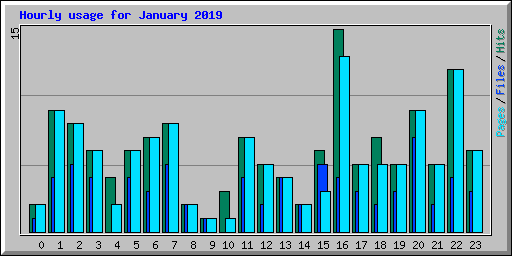 Hourly usage for January 2019
15
Pages/Files/Hits
0 1 2 3 4 5 6 7 8 9 10 11 12 13 14 15 16 17 18 19 20 21 22 23